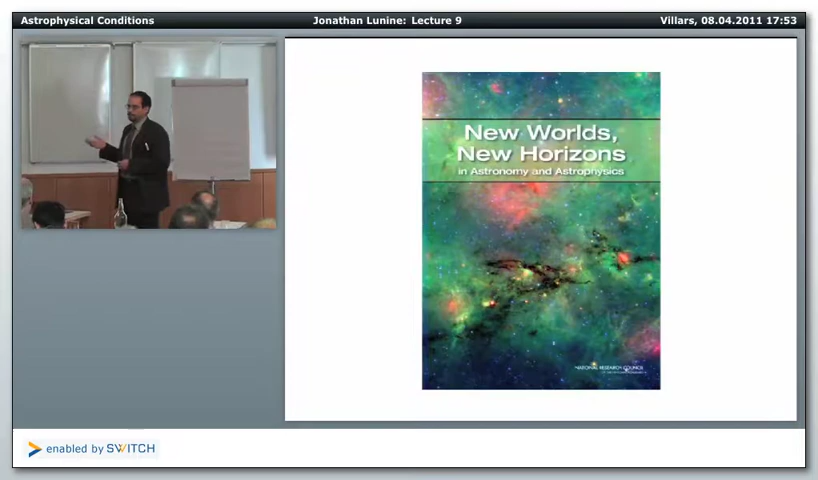 Astrophysical Conditions
Jonathan Lunine: Lecture 9
Villars, 08.04.2011 17:53
New Worlds,
New Horizons
in Astronomy and Astrophysics
NATIONAL RESEARCH COUNCIL
enabled by SWITCH